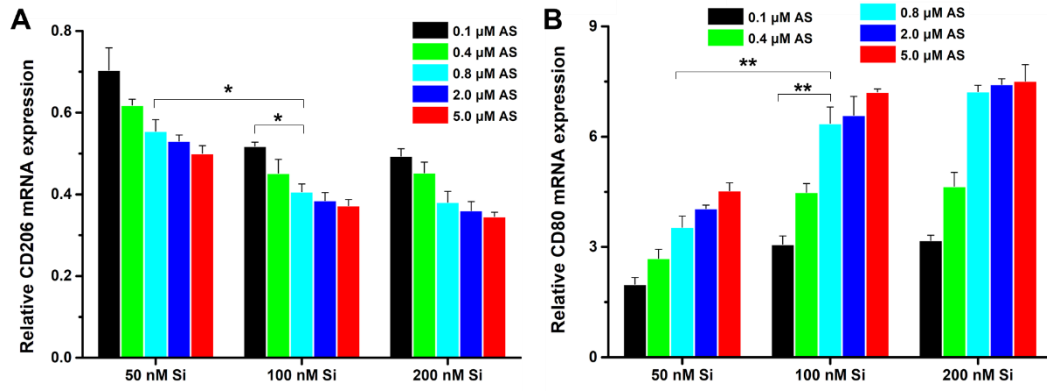 A
Relative CD206 mRNA expression
0.8
0.6
0.4
0.2
0.0
0.1 µM AS
0.4 µM AS
0.8 µM AS
2.0 µM AS
5.0 µM AS
*
*
50 nM Si
100 nM Si
200 nM Si
B
Relative CD80 mRNA expression
9
6
3
0
0.1 µM AS
0.4 µM AS
0.8 µM AS
2.0 µM AS
5.0 µM AS
**
**
50 nM Si
100 nM Si
200 nM Si